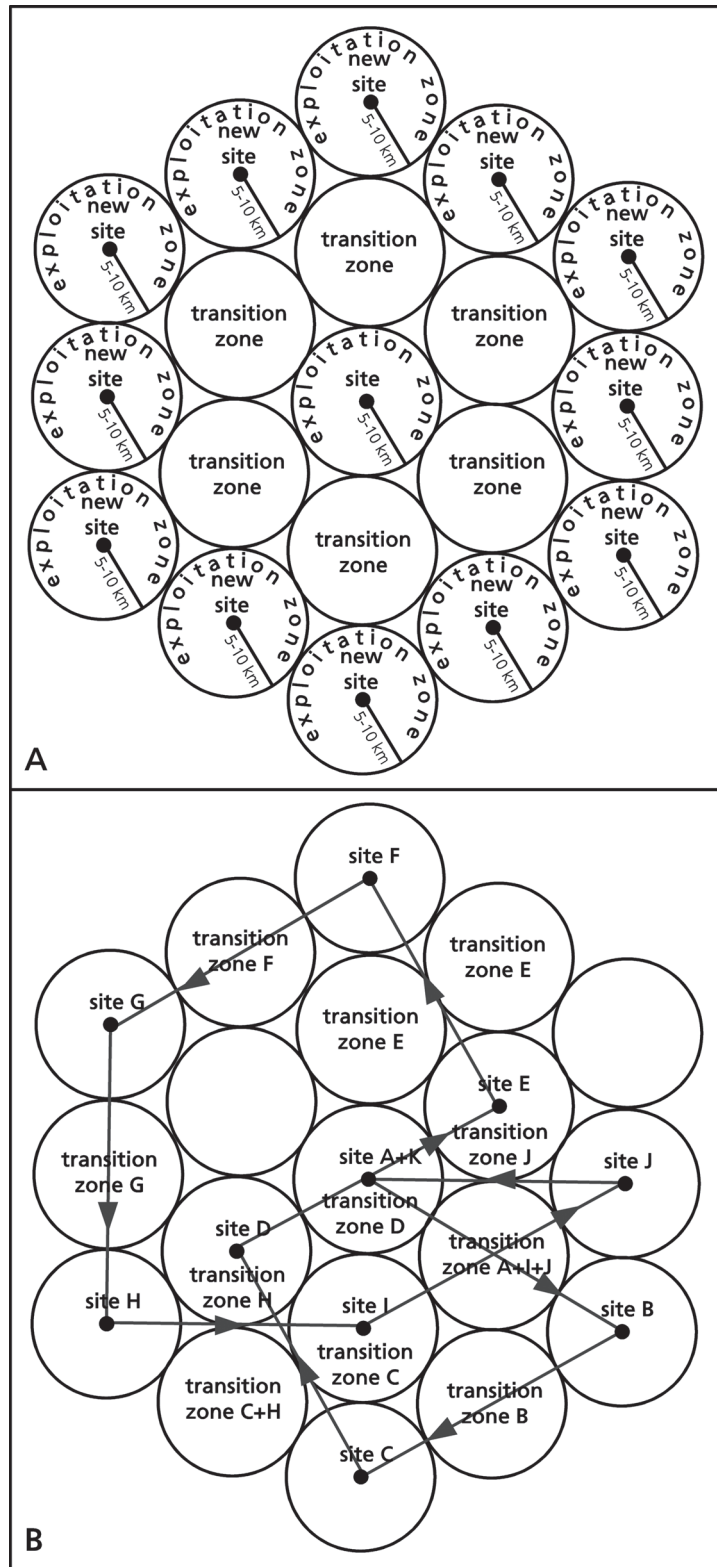 exploitation zone
new
site
5-10 km
exploitation zone
new
site
5-10 km
exploitation zone
new
site
5-10 km
exploitation zone
new
site
5-10 km
transition
zone
exploitation zone
new
site
5-10 km
transition
zone
transition
zone
exploitation zone
new
site
5-10 km
exploitation zone
site
5-10 km
exploitation zone
new
site
5-10 km
transition
zone
transition
zone
exploitation zone
new
site
5-10 km
transition
zone
exploitation zone
new
site
5-10 km
exploitation zone
new
site
5-10 km
exploitation zone
new
site
5-10 km
exploitation zone
new
site
5-10 km
A
site F
transition
zone F
transition
zone E
site G
transition
zone E
site E
transition
zone J
transition
zone G
site A+K
transition
zone D
site J
site D
transition
zone H
transition
zone A+I+J
site H
site I
transition
zone C
site B
transition
zone C+H
transition
zone B
site C
B